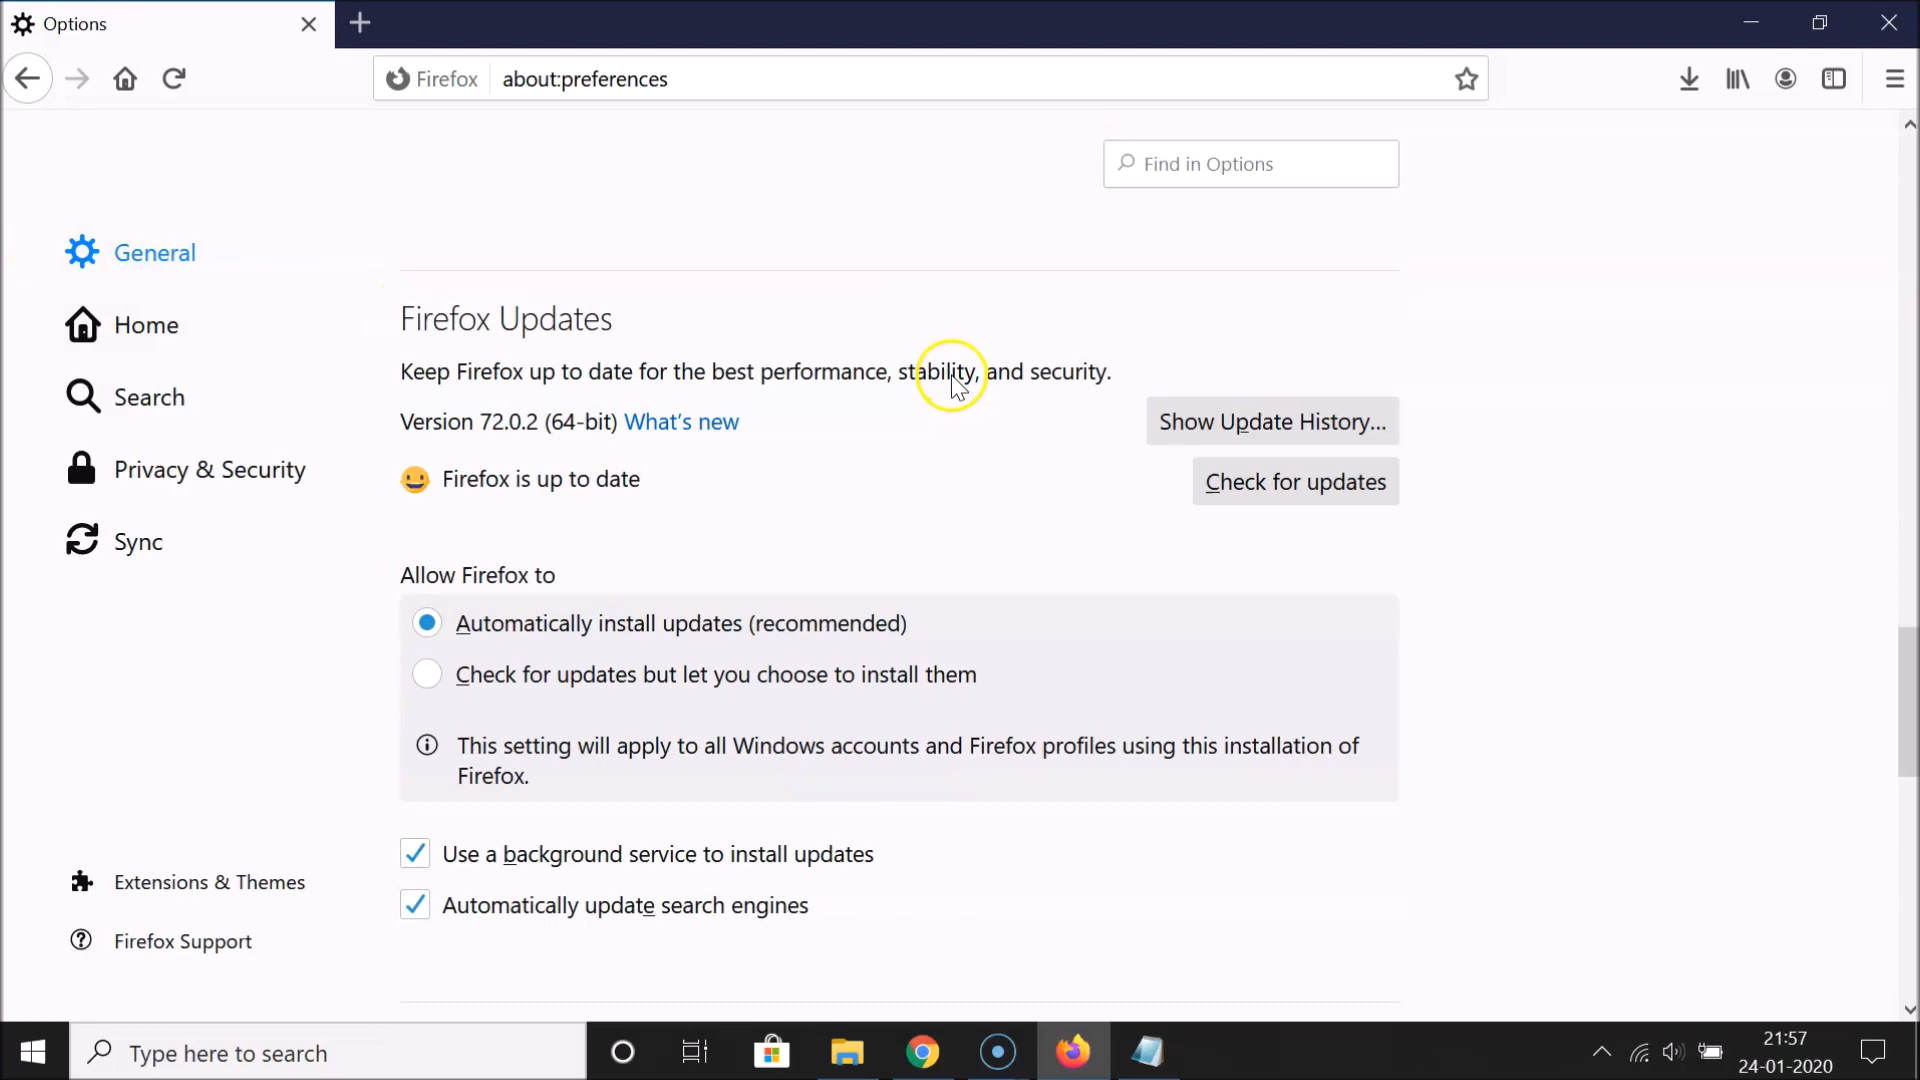 Options
Firefox about:preferences
Find in Options
General
Home
Search
Privacy & Security
Sync
Extensions & Themes
Firefox Support
Firefox Updates
Keep Firefox up to date for the best performance, stability, and security.
Version 72.0.2 (64-bit) What's new
Show Update History...
Firefox is up to date
Check for updates
Allow Firefox to
Automatically install updates (recommended)
Check for updates but let you choose to install them
This setting will apply to all Windows accounts and Firefox profiles using this installation of
Firefox.
Use a background service to install updates
Automatically update search engines
Type here to search
21:57
24-01-2020